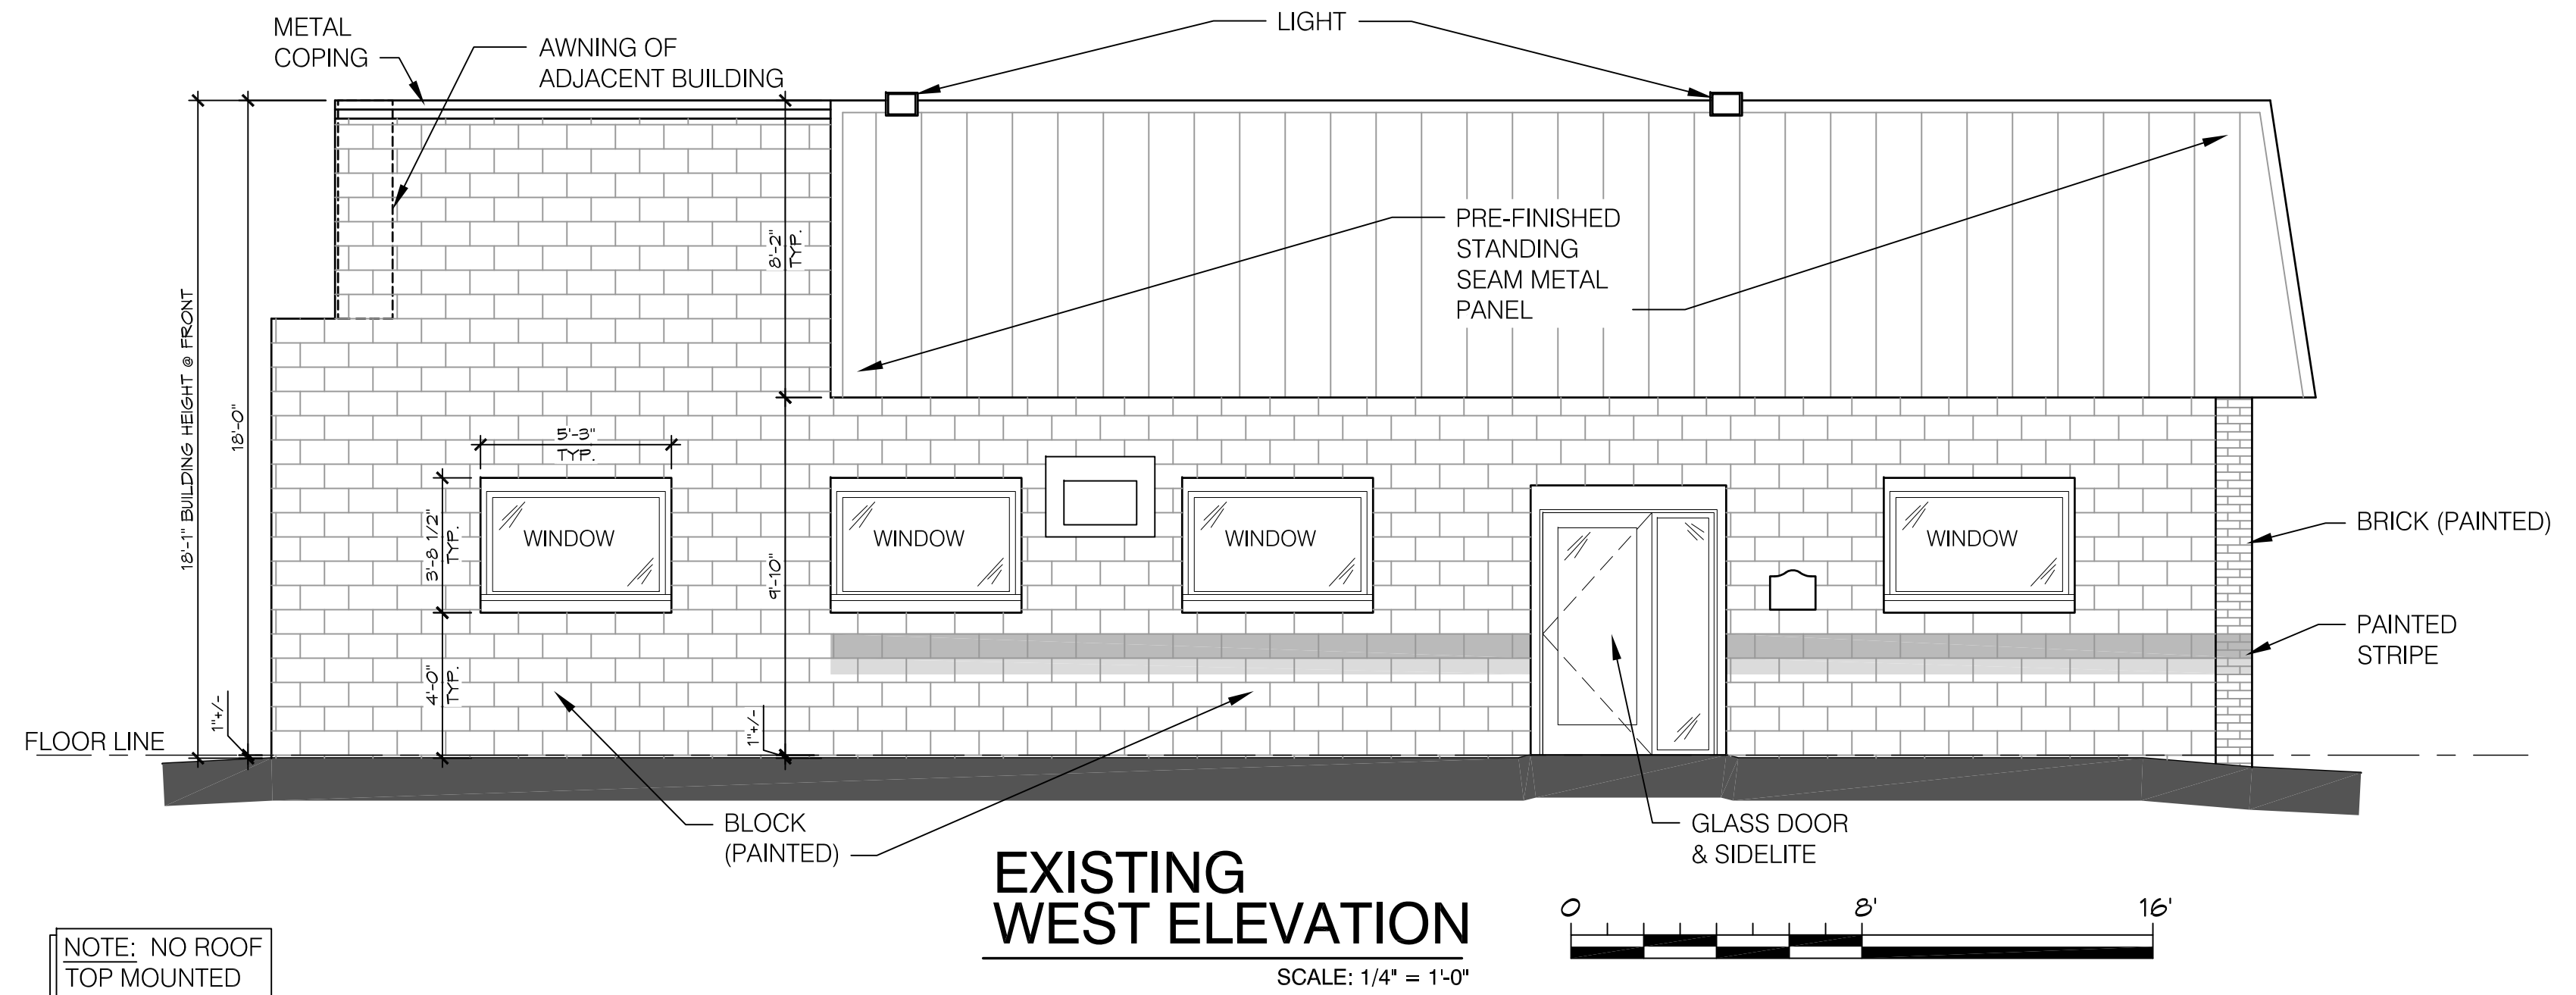 METAL
COPING
AWNING OF
ADJACENT BUILDING
LIGHT
18'-1" BUILDING HEIGHT @ FRONT
18'-0"
8'-2"
TYP.
PRE-FINISHED
STANDING
SEAM METAL
PANEL
5'-3"
TYP.
3'-8 1/2"
TYP.
WINDOW
WINDOW
WINDOW
WINDOW
9'-10"
4'-0"
TYP.
1"+/-
1"+/-
BRICK (PAINTED)
PAINTED
STRIPE
FLOOR LINE
BLOCK
(PAINTED)
GLASS DOOR
& SIDELITE
EXISTING
WEST ELEVATION
SCALE: 1/4" = 1'-0"
0 8' 16'
NOTE: NO ROOF
TOP MOUNTED